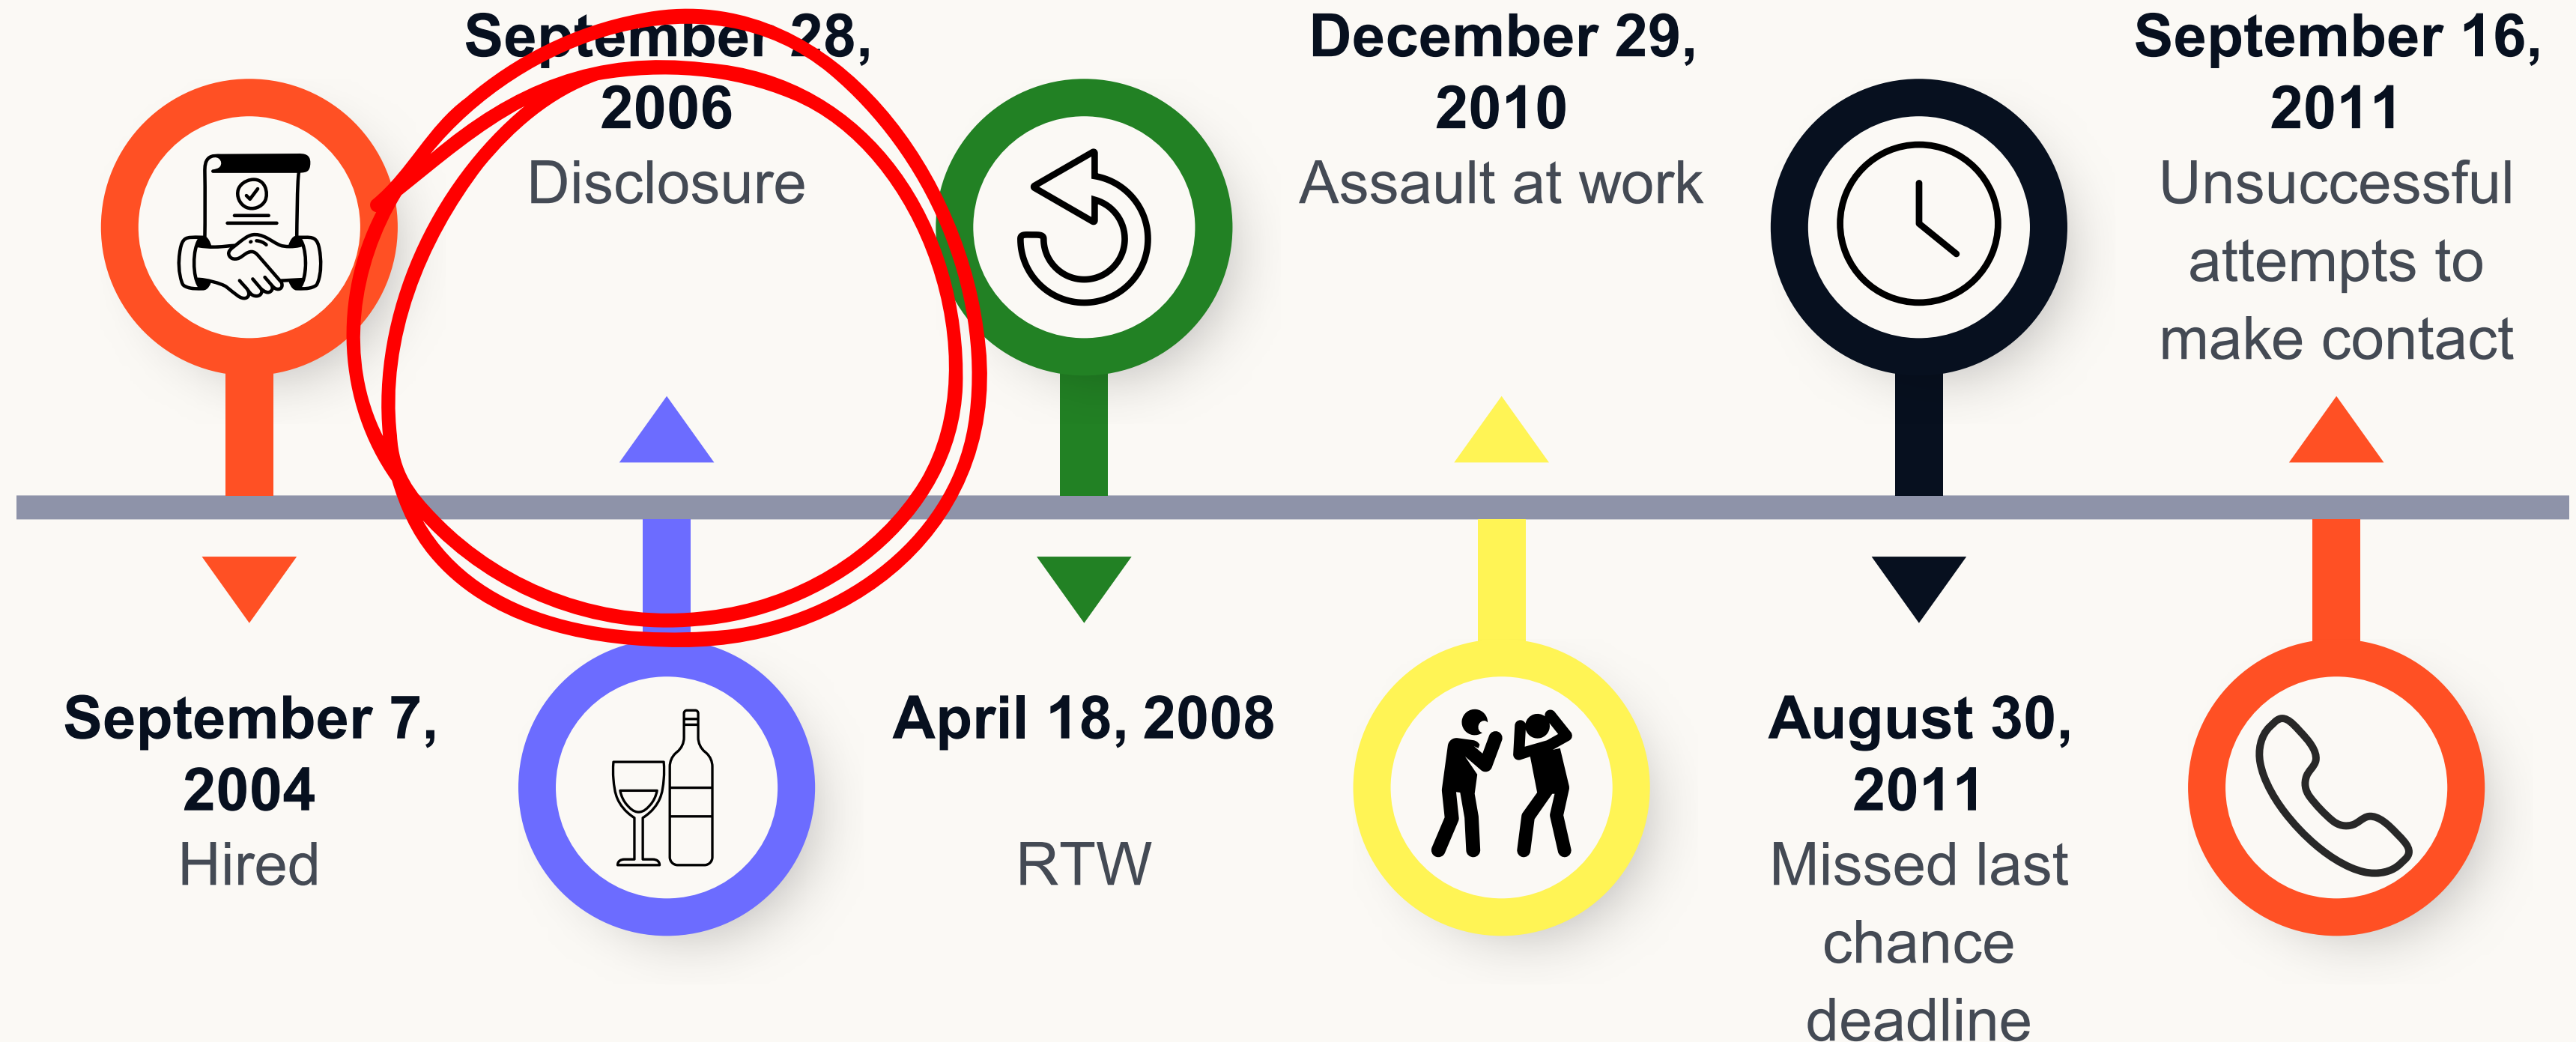 September 7,
2004
Hired
September 28,
2006
Disclosure
April 18, 2008
RTW
December 29,
2010
Assault at work
August 30,
2011
Missed last
chance
deadline
September 16,
2011
Unsuccessful
attempts to
make contact